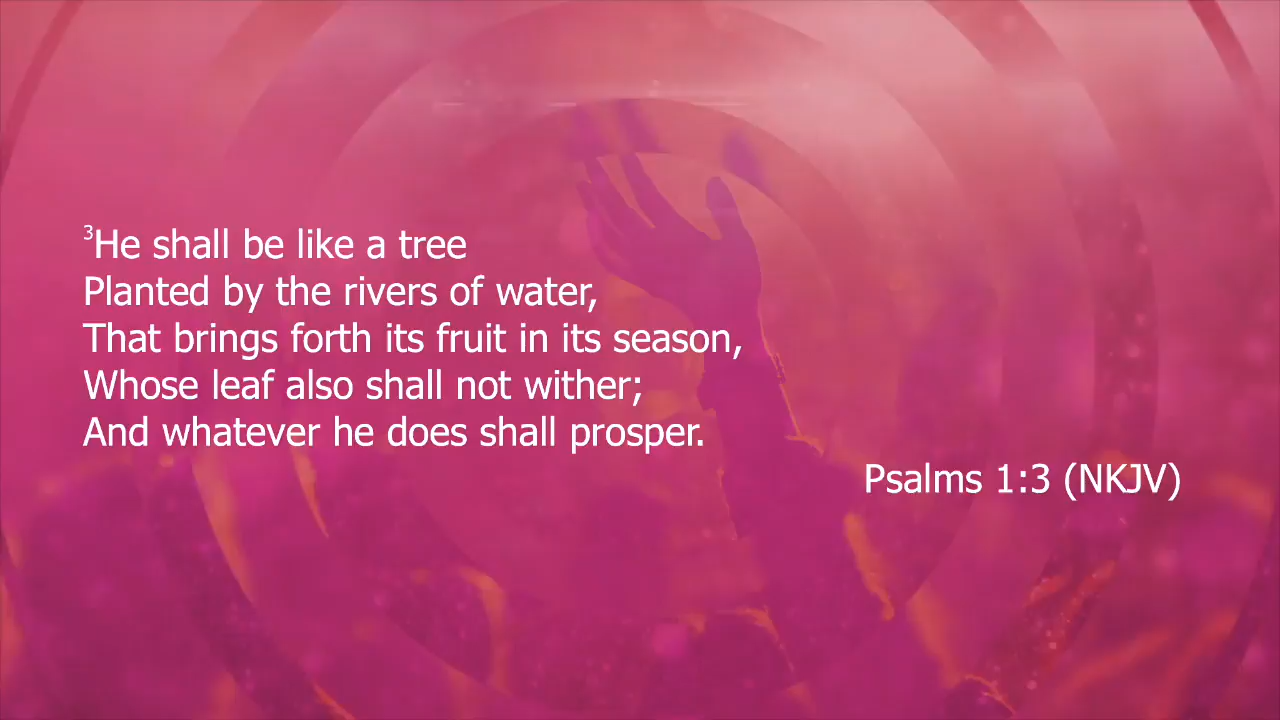 ³He shall be like a tree
Planted by the rivers of water,
That brings forth its fruit in its season,
Whose leaf also shall not wither;
And whatever he does shall prosper.
Psalms 1:3 (NKJV)